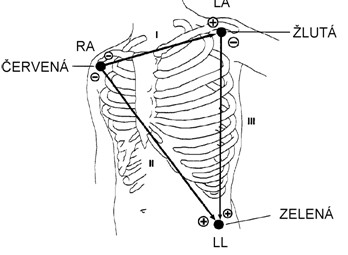 LA
I
ŽLUTÁ
RA
ČERVENÁ
III
II
ZELENÁ
LL